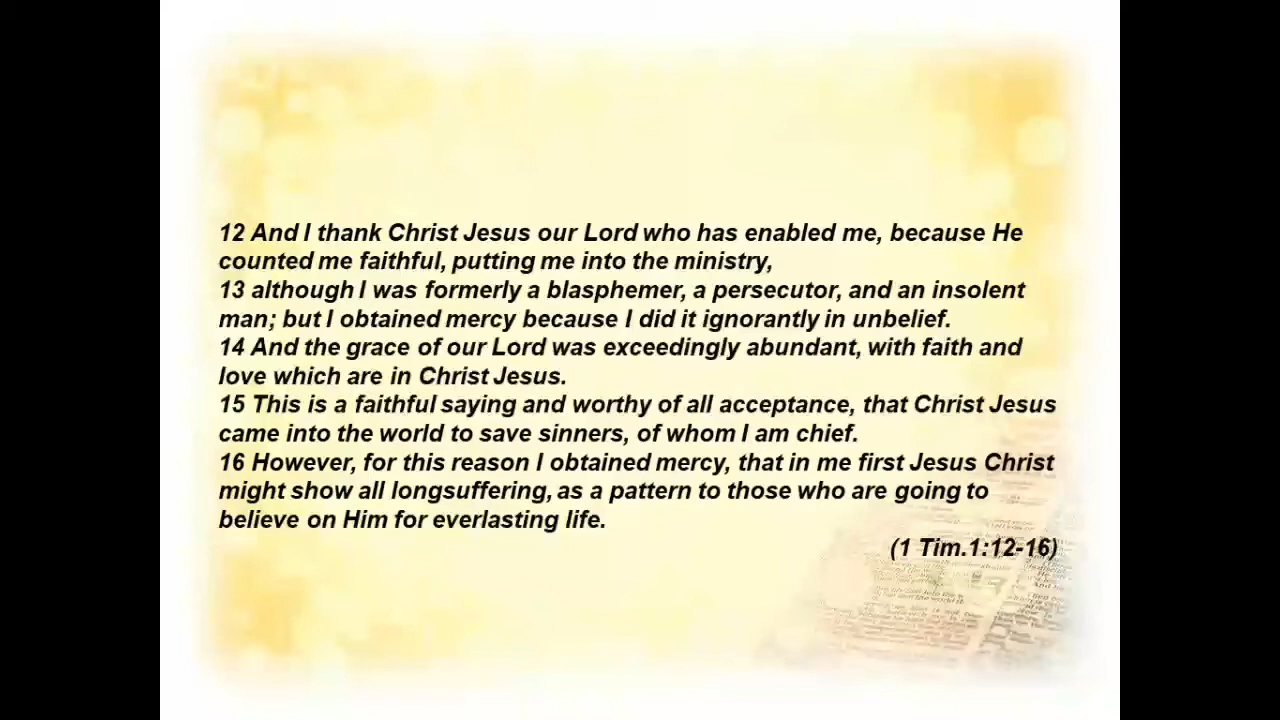 12 And I thank Christ Jesus our Lord who has enabled me, because He
counted me faithful, putting me into the ministry,
13 although I was formerly a blasphemer, a persecutor, and an insolent
man; but I obtained mercy because I did it ignorantly in unbelief.
14 And the grace of our Lord was exceedingly abundant, with faith and
love which are in Christ Jesus.
15 This is a faithful saying and worthy of all acceptance, that Christ Jesus
came into the world to save sinners, of whom I am chief.
16 However, for this reason I obtained mercy, that in me first Jesus Christ
might show all longsuffering, as a pattern to those who are going to
believe on Him for everlasting life.
(1 Tim.1:12-16)